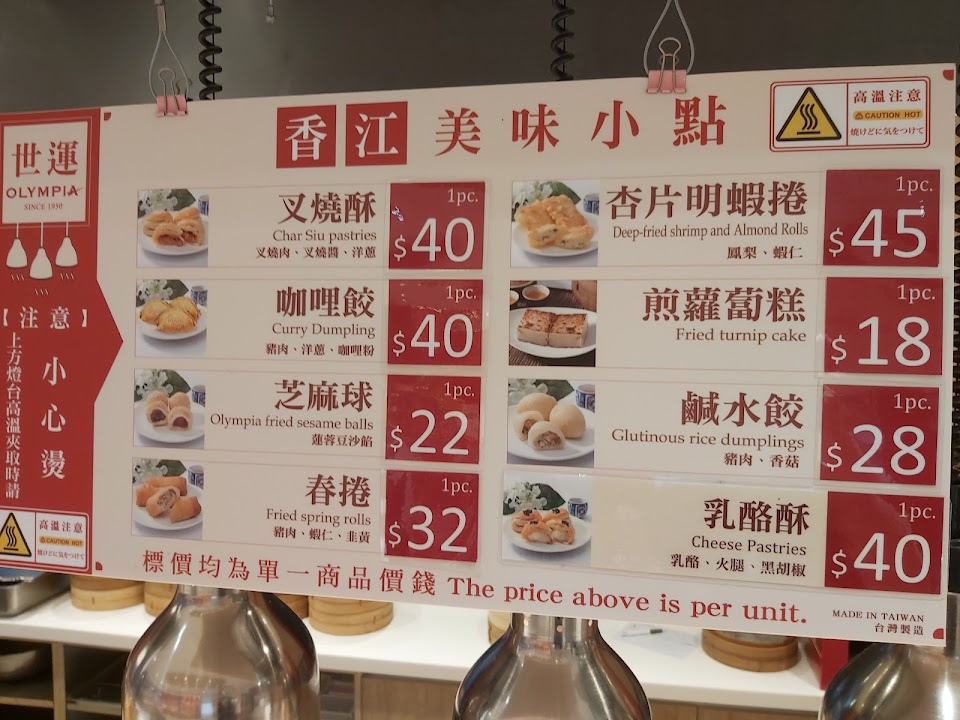 世運
OLYMPIA
SINCE 1950
【注意】
小心燙
上方燈台高溫夾取時請
高溫注意
CAUTION HOT
焼けどに気をつけて
香江美味小點
高溫注意
CAUTION HOT
焼けどに気をつけて
叉燒酥
Char Siu pastries
叉燒肉、叉燒醬、洋蔥
1pc.
$40
咖哩餃
Curry Dumpling
豬肉、洋蔥、咖哩粉
1pc.
$40
芝麻球
Olympia fried sesame balls
蓮蓉豆沙餡
1pc.
$22
春捲
Fried spring rolls
豬肉、蝦仁、韭黃
1pc.
$32
杏片明蝦捲
Deep-fried shrimp and Almond Rolls
鳳梨、蝦仁
1pc.
$45
煎蘿蔔糕
Fried turnip cake
1pc.
$18
鹹水餃
Glutinous rice dumplings
豬肉、香菇
1pc.
$28
乳酪酥
Cheese Pastries
乳酪、火腿、黑胡椒
1pc.
$40
標價均為單一商品價錢 The price above is per unit.
MADE IN TAIWAN
台灣製造